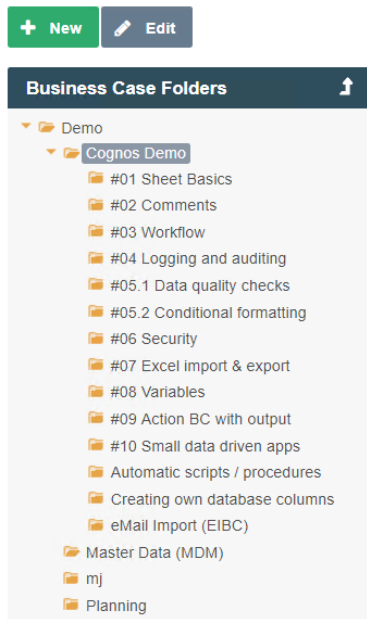 New Edit
Business Case Folders
Demo
Cognos Demo
#01 Sheet Basics
#02 Comments
#03 Workflow
#04 Logging and auditing
#05.1 Data quality checks
#05.2 Conditional formatting
#06 Security
#07 Excel import & export
#08 Variables
#09 Action BC with output
#10 Small data driven apps
Automatic scripts / procedures
Creating own database columns
eMail Import (EIBC)
Master Data (MDM)
mj
Planning